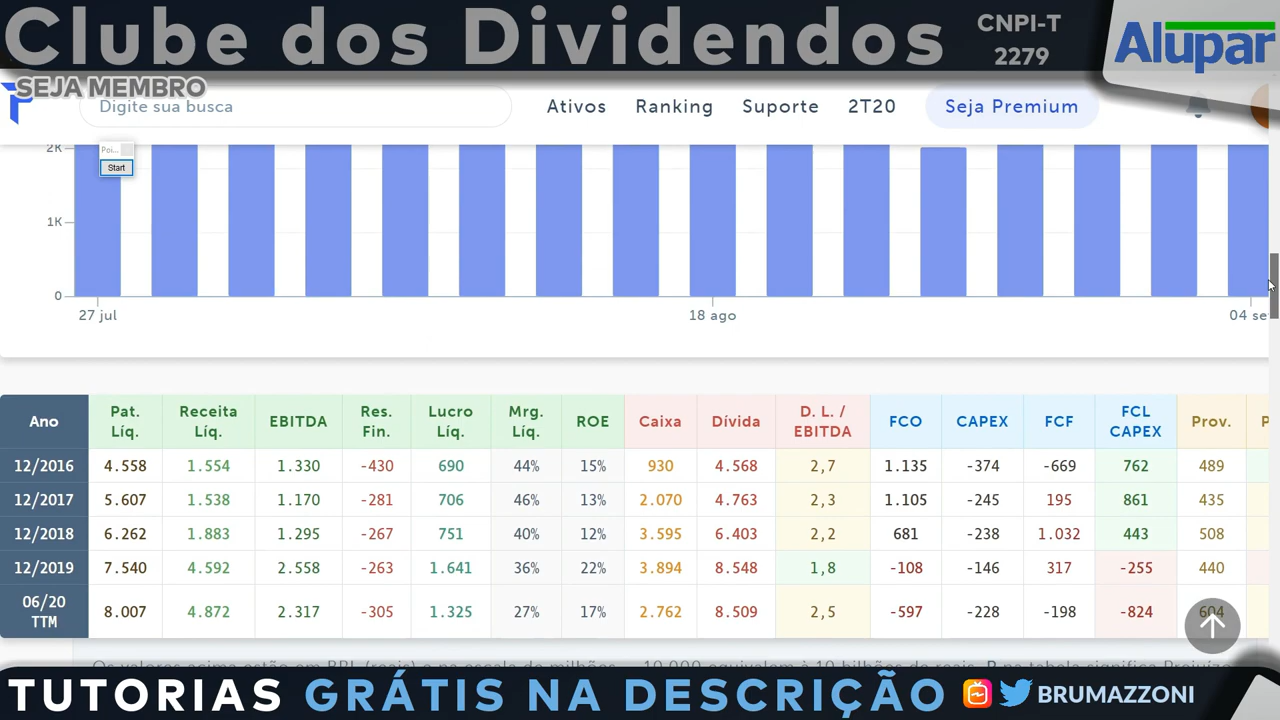 Clube dos Dividendos
CNPI-T
2279
Alupar
SEJA MEMBRO
Digite sua busca
Ativos Ranking Suporte 2T20 Seja Premium
Poi...
Start
2K
1K
0
27 jul 18 ago 04 se
Ano Pat. Líq. Receita Líq. EBITDA Res. Fin. Lucro Líq. Mrg. Líq. ROE Caixa Dívida D. L. / EBITDA FCO CAPEX FCF FCL CAPEX Prov. P
12/2016 4.558 1.554 1.330 -430 690 44% 15% 930 4.568 2,7 1.135 -374 -669 762 489
12/2017 5.607 1.538 1.170 -281 706 46% 13% 2.070 4.763 2,3 1.105 -245 195 861 435
12/2018 6.262 1.883 1.295 -267 751 40% 12% 3.595 6.403 2,2 681 -238 1.032 443 508
12/2019 7.540 4.592 2.558 -263 1.641 36% 22% 3.894 8.548 1,8 -108 -146 317 -255 440
06/20 TTM 8.007 4.872 2.317 -305 1.325 27% 17% 2.762 8.509 2,5 -597 -228 -198 -824 604
TUTORIAS GRÁTIS NA DESCRIÇÃO BRUMAZZONI